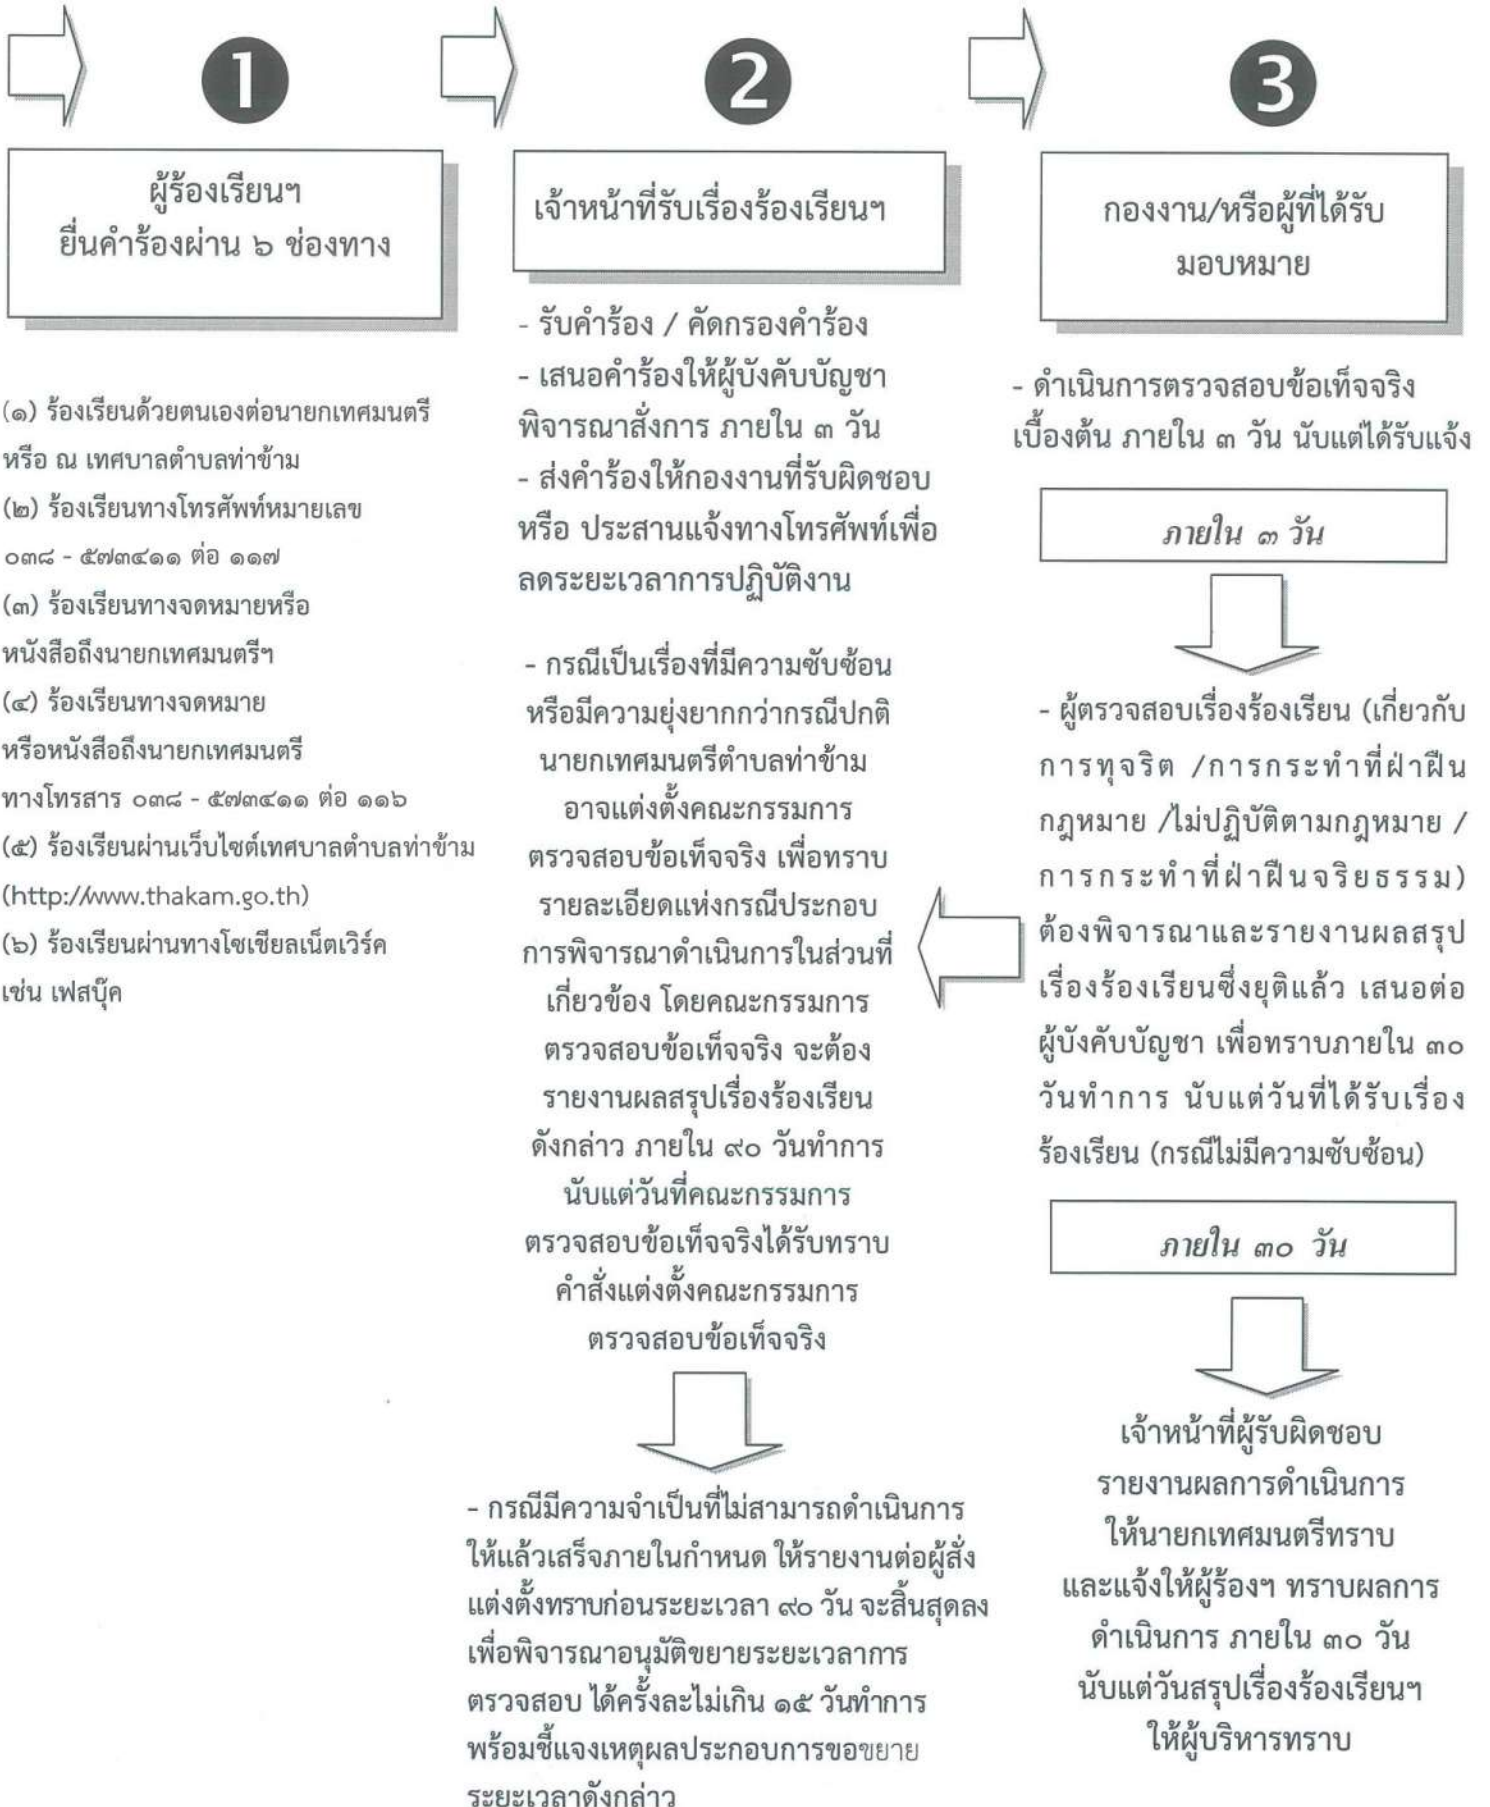 1
ผู้ร้องเรียนฯ
ยื่นคำร้องผ่าน ๖ ช่องทาง
(๑) ร้องเรียนด้วยตนเองต่อนายกเทศมนตรี
หรือ ณ เทศบาลตำบลท่าข้าม
(๒) ร้องเรียนทางโทรศัพท์หมายเลข
๐๓๘ - ๕๗๓๔๑๑ ต่อ ๑๑๗
(๓) ร้องเรียนทางจดหมายหรือ
หนังสือถึงนายกเทศมนตรีฯ
(๔) ร้องเรียนทางจดหมาย
หรือหนังสือถึงนายกเทศมนตรี
ทางโทรสาร ๐๓๘ - ๕๗๓๔๑๑ ต่อ ๑๑๖
(๕) ร้องเรียนผ่านเว็บไซต์เทศบาลตำบลท่าข้าม
(http://www.thakam.go.th)
(๖) ร้องเรียนผ่านทางโซเชียลเน็ตเวิร์ค
เช่น เฟสบุ๊ค
2
เจ้าหน้าที่รับเรื่องร้องเรียนฯ
- รับคำร้อง / คัดกรองคำร้อง
- เสนอคำร้องให้ผู้บังคับบัญชา
พิจารณาสั่งการ ภายใน ๓ วัน
- ส่งคำร้องให้กองงานที่รับผิดชอบ
หรือ ประสานแจ้งทางโทรศัพท์เพื่อ
ลดระยะเวลาการปฏิบัติงาน
- กรณีเป็นเรื่องที่มีความซับซ้อน
หรือมีความยุ่งยากกว่ากรณีปกติ
นายกเทศมนตรีตำบลท่าข้าม
อาจแต่งตั้งคณะกรรมการ
ตรวจสอบข้อเท็จจริง เพื่อทราบ
รายละเอียดแห่งกรณีประกอบ
การพิจารณาดำเนินการในส่วนที่
เกี่ยวข้อง โดยคณะกรรมการ
ตรวจสอบข้อเท็จจริง จะต้อง
รายงานผลสรุปเรื่องร้องเรียน
ดังกล่าว ภายใน ๙๐ วันทำการ
นับแต่วันที่คณะกรรมการ
ตรวจสอบข้อเท็จจริงได้รับทราบ
คำสั่งแต่งตั้งคณะกรรมการ
ตรวจสอบข้อเท็จจริง
- กรณีมีความจำเป็นที่ไม่สามารถดำเนินการ
ให้แล้วเสร็จภายในกำหนด ให้รายงานต่อผู้สั่ง
แต่งตั้งทราบก่อนระยะเวลา ๙๐ วัน จะสิ้นสุดลง
เพื่อพิจารณาอนุมัติขยายระยะเวลาการ
ตรวจสอบ ได้ครั้งละไม่เกิน ๑๕ วันทำการ
พร้อมชี้แจงเหตุผลประกอบการขอขยาย
ระยะเวลาดังกล่าว
3
กองงาน/หรือผู้ที่ได้รับ
มอบหมาย
- ดำเนินการตรวจสอบข้อเท็จจริง
เบื้องต้น ภายใน ๓ วัน นับแต่ได้รับแจ้ง
ภายใน ๓ วัน
- ผู้ตรวจสอบเรื่องร้องเรียน (เกี่ยวกับ
การทุจริต /การกระทำที่ฝ่าฝืน
กฎหมาย /ไม่ปฏิบัติตามกฎหมาย /
การกระทำที่ฝ่าฝืนจริยธรรม)
ต้องพิจารณาและรายงานผลสรุป
เรื่องร้องเรียนซึ่งยุติแล้ว เสนอต่อ
ผู้บังคับบัญชา เพื่อทราบภายใน ๓๐
วันทำการ นับแต่วันที่ได้รับเรื่อง
ร้องเรียน (กรณีไม่มีความซับซ้อน)
ภายใน ๓๐ วัน
เจ้าหน้าที่ผู้รับผิดชอบ
รายงานผลการดำเนินการ
ให้นายกเทศมนตรีทราบ
และแจ้งให้ผู้ร้องฯ ทราบผลการ
ดำเนินการ ภายใน ๓๐ วัน
นับแต่วันสรุปเรื่องร้องเรียนฯ
ให้ผู้บริหารทราบ